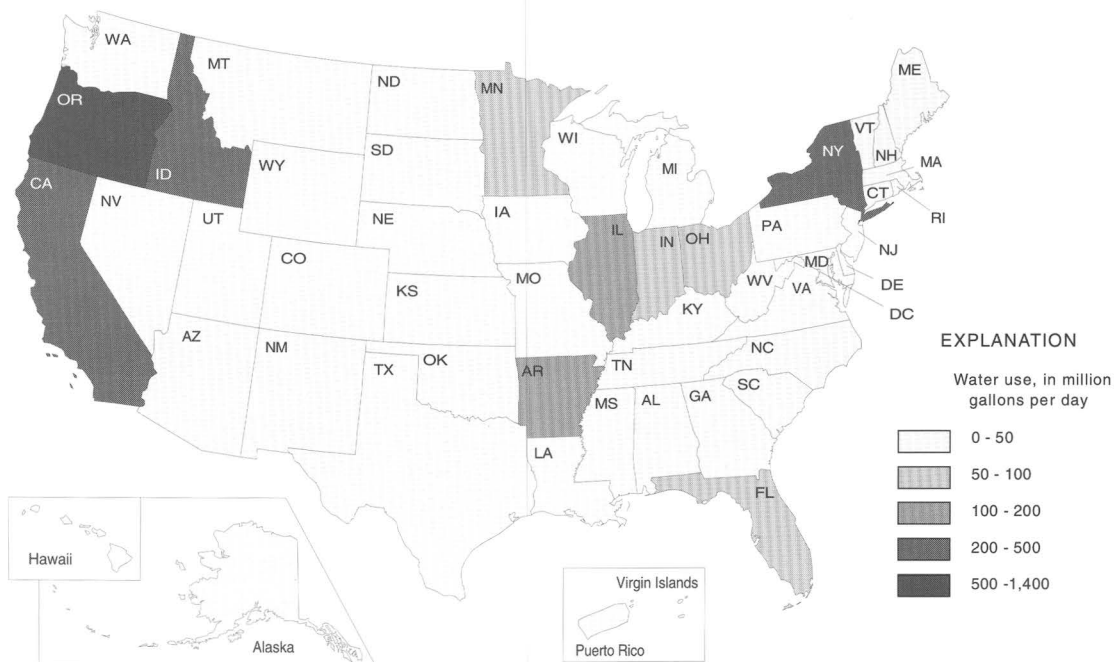 WA
MT
ND
MN
ME
OR
VT
WI
NY
SD
NH
MA
ID
WY
MI
CA
CT
RI
NV
IA
UT
NE
IL
IN
OH
PA
NJ
CO
MD
MO
WV
DE
KS
VA
DC
KY
AZ
NM
OK
TX
AR
TN
NC
SC
MS
AL
GA
LA
FL
EXPLANATION
Water use, in million
gallons per day
0 - 50
50 - 100
100 - 200
200 - 500
500 -1,400
Hawaii
Alaska
Virgin Islands
Puerto Rico